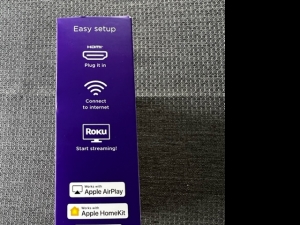 Easy setup
HDMI
Plug it in
Connect
to internet
Roku
Start streaming!
Works with
Apple AirPlay
Works with
Apple HomeKit